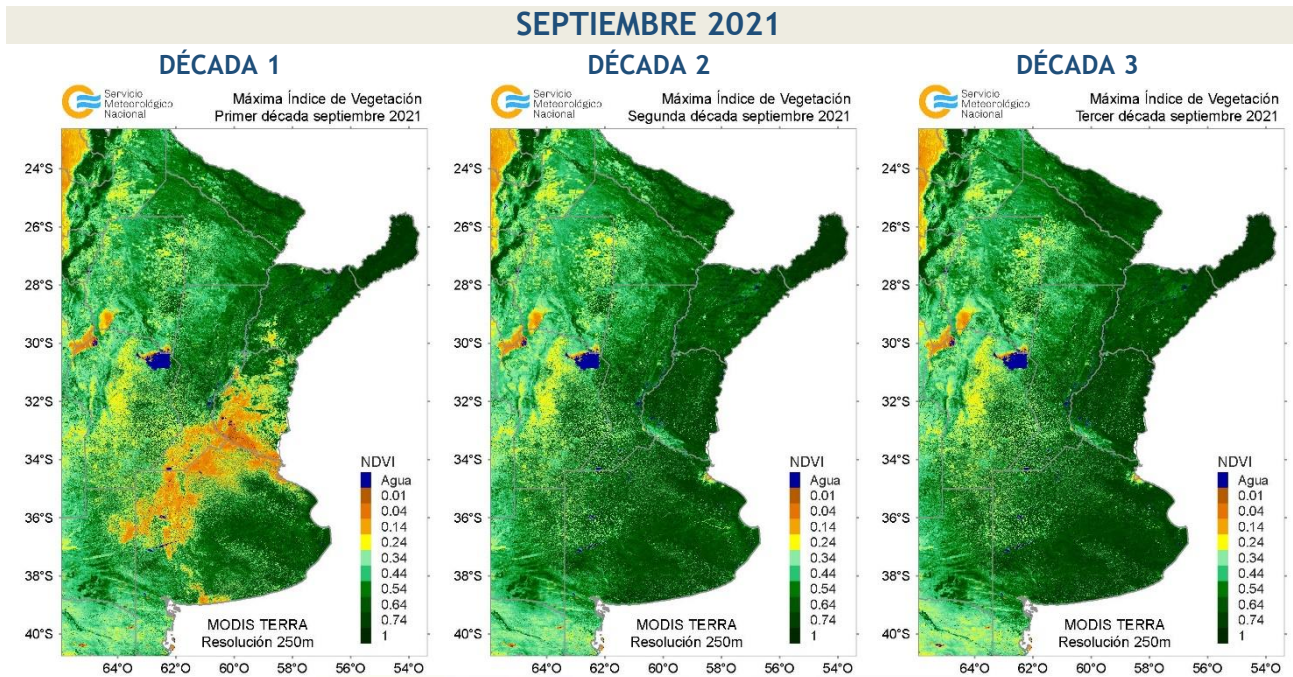 SEPTIEMBRE 2021
DÉCADA 1
Servicio
Meteorológico
Nacional
Máxima Índice de Vegetación
Primer década septiembre 2021
24°S
26°S
28°S
30°S
32°S
34°S
36°S
38°S
40°S
NDVI
Agua
0.01
0.04
0.14
0.24
0.34
0.44
0.54
0.64
0.74
1
MODIS TERRA
Resolución 250m
64°O 62°O 60°O 58°O 56°O 54°O
DÉCADA 2
Servicio
Meteorológico
Nacional
Máxima Índice de Vegetación
Segunda década septiembre 2021
24°S
26°S
28°S
30°S
32°S
34°S
36°S
38°S
40°S
NDVI
Agua
0.01
0.04
0.14
0.24
0.34
0.44
0.54
0.64
0.74
1
MODIS TERRA
Resolución 250m
64°O 62°O 60°O 58°O 56°O 54°O
DÉCADA 3
Servicio
Meteorológico
Nacional
Máxima Índice de Vegetación
Tercer década septiembre 2021
24°S
26°S
28°S
30°S
32°S
34°S
36°S
38°S
40°S
NDVI
Agua
0.01
0.04
0.14
0.24
0.34
0.44
0.54
0.64
0.74
1
MODIS TERRA
Resolución 250m
64°O 62°O 60°O 58°O 56°O 54°O